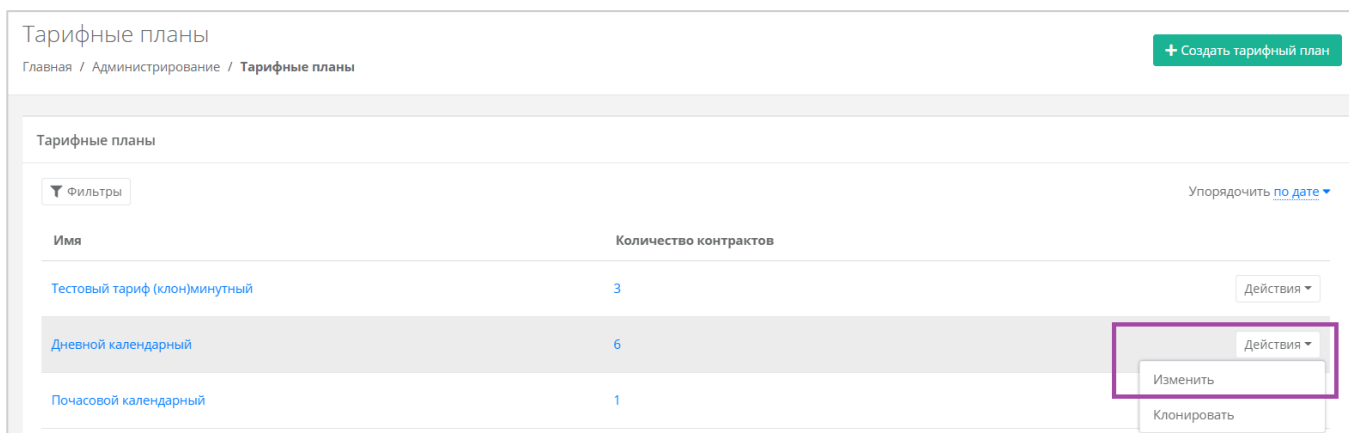 Тарифные планы
Главная / Администрирование / Тарифные планы
Создать тарифный план
Тарифные планы
Фильтры
Упорядочить по дате
Имя Количество контрактов
Тестовый тариф (клон)минутный 3 Действия
Дневной календарный 6 Действия
Изменить
Почасовой календарный 1
Клонировать